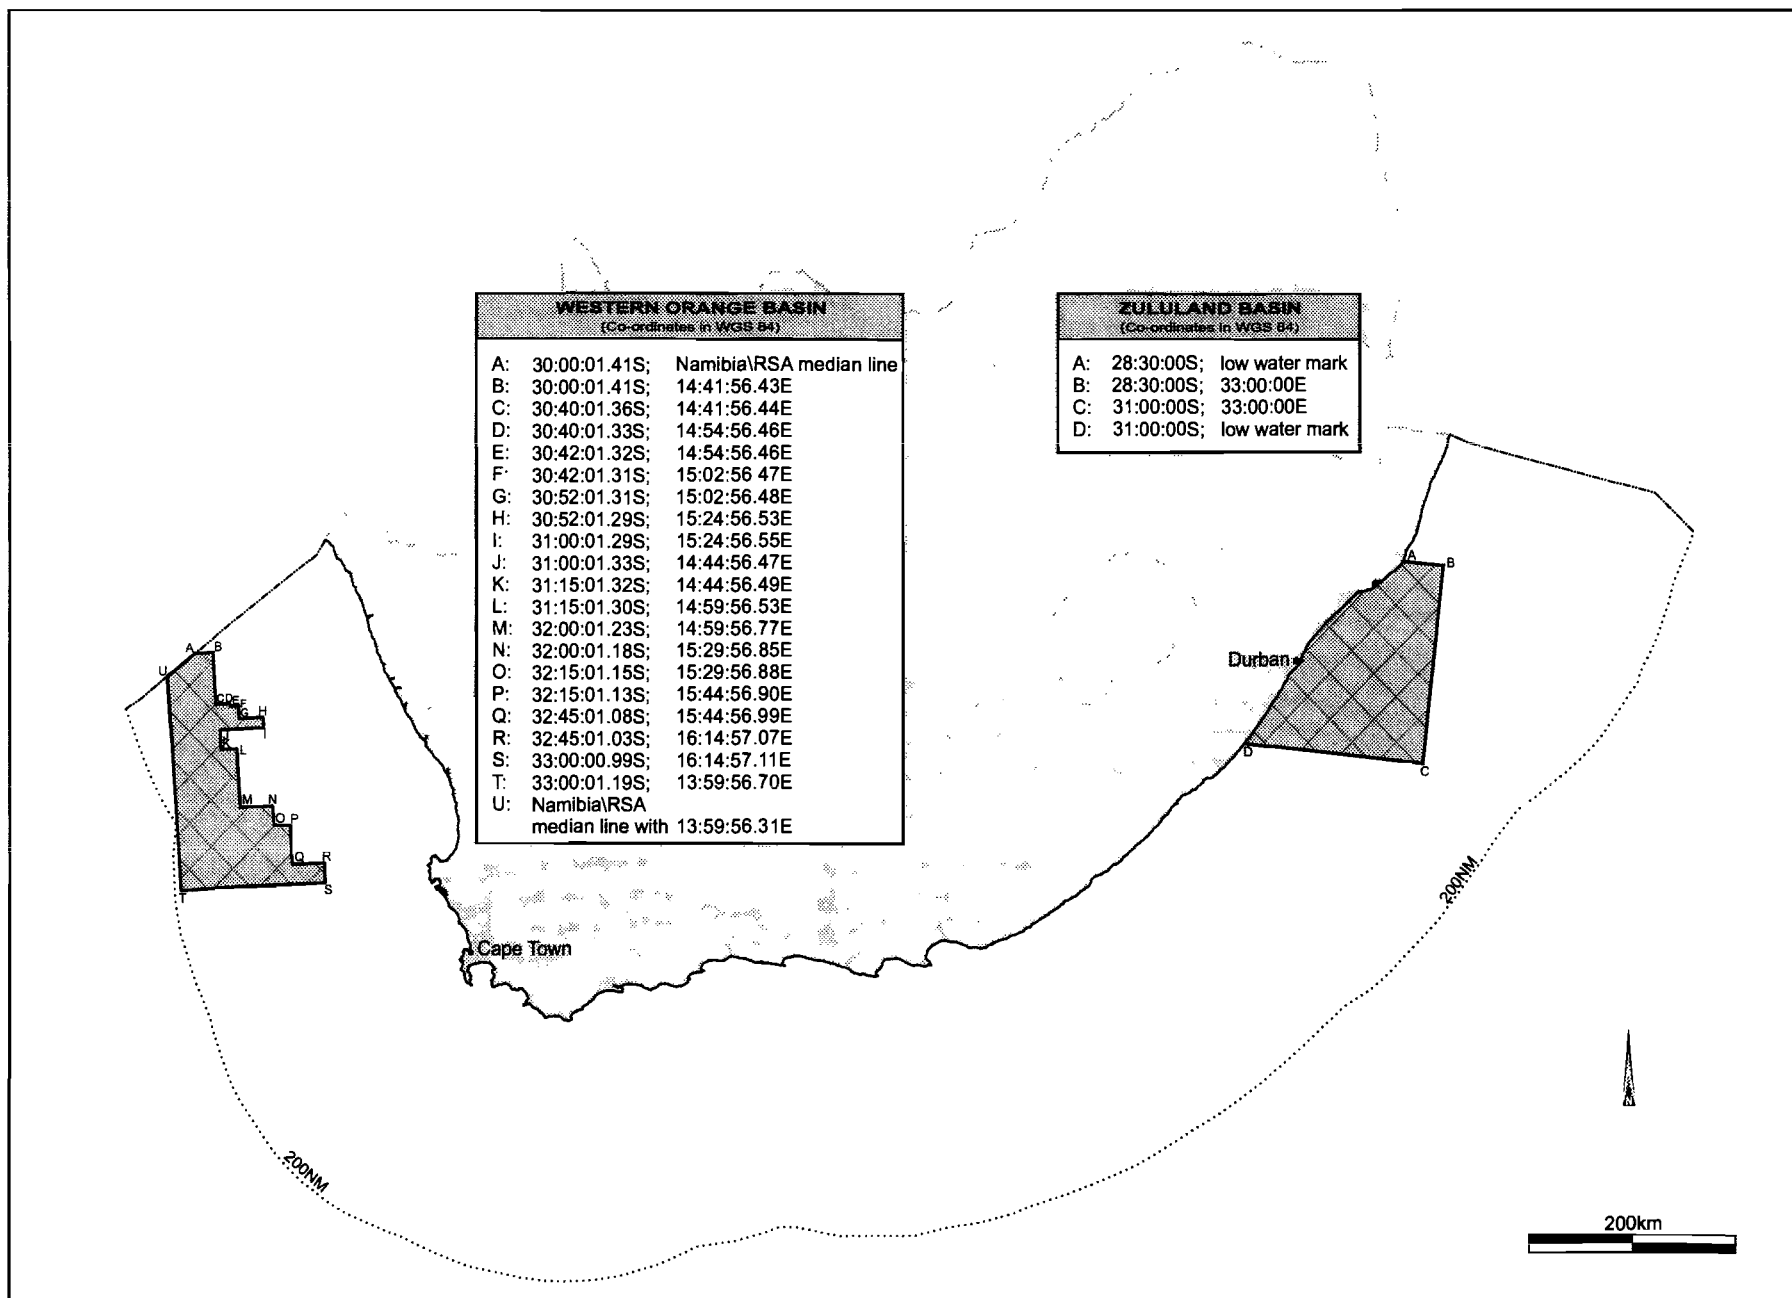 WESTERN ORANGE BASIN
(Co-ordinates in WGS 84)
A: 30:00:01.41S; Namibia\RSA median line
B: 30:00:01.41S; 14:41:56.43E
C: 30:40:01.36S; 14:41:56.44E
D: 30:40:01.33S; 14:54:56.46E
E: 30:42:01.32S; 14:54:56.46E
F: 30:42:01.31S; 15:02:56 47E
G: 30:52:01.31S; 15:02:56.48E
H: 30:52:01.29S; 15:24:56.53E
I: 31:00:01.29S; 15:24:56.55E
J: 31:00:01.33S; 14:44:56.47E
K: 31:15:01.32S; 14:44:56.49E
L: 31:15:01.30S; 14:59:56.53E
M: 32:00:01.23S; 14:59:56.77E
N: 32:00:01.18S; 15:29:56.85E
O: 32:15:01.15S; 15:29:56.88E
P: 32:15:01.13S; 15:44:56.90E
Q: 32:45:01.08S; 15:44:56.99E
R: 32:45:01.03S; 16:14:57.07E
S: 33:00:00.99S; 16:14:57.11E
T: 33:00:01.19S; 13:59:56.70E
U: Namibia\RSA
median line with 13:59:56.31E
ZULULAND BASIN
(Co-ordinates in WGS 84)
A: 28:30:00S; low water mark
B: 28:30:00S; 33:00:00E
C: 31:00:00S; 33:00:00E
D: 31:00:00S; low water mark
A B
U
C D E F
G H
I
K
L
M N
O P
Q R
S
T
A
B
Durban
D
C
Cape Town
200NM
200NM
N
200km